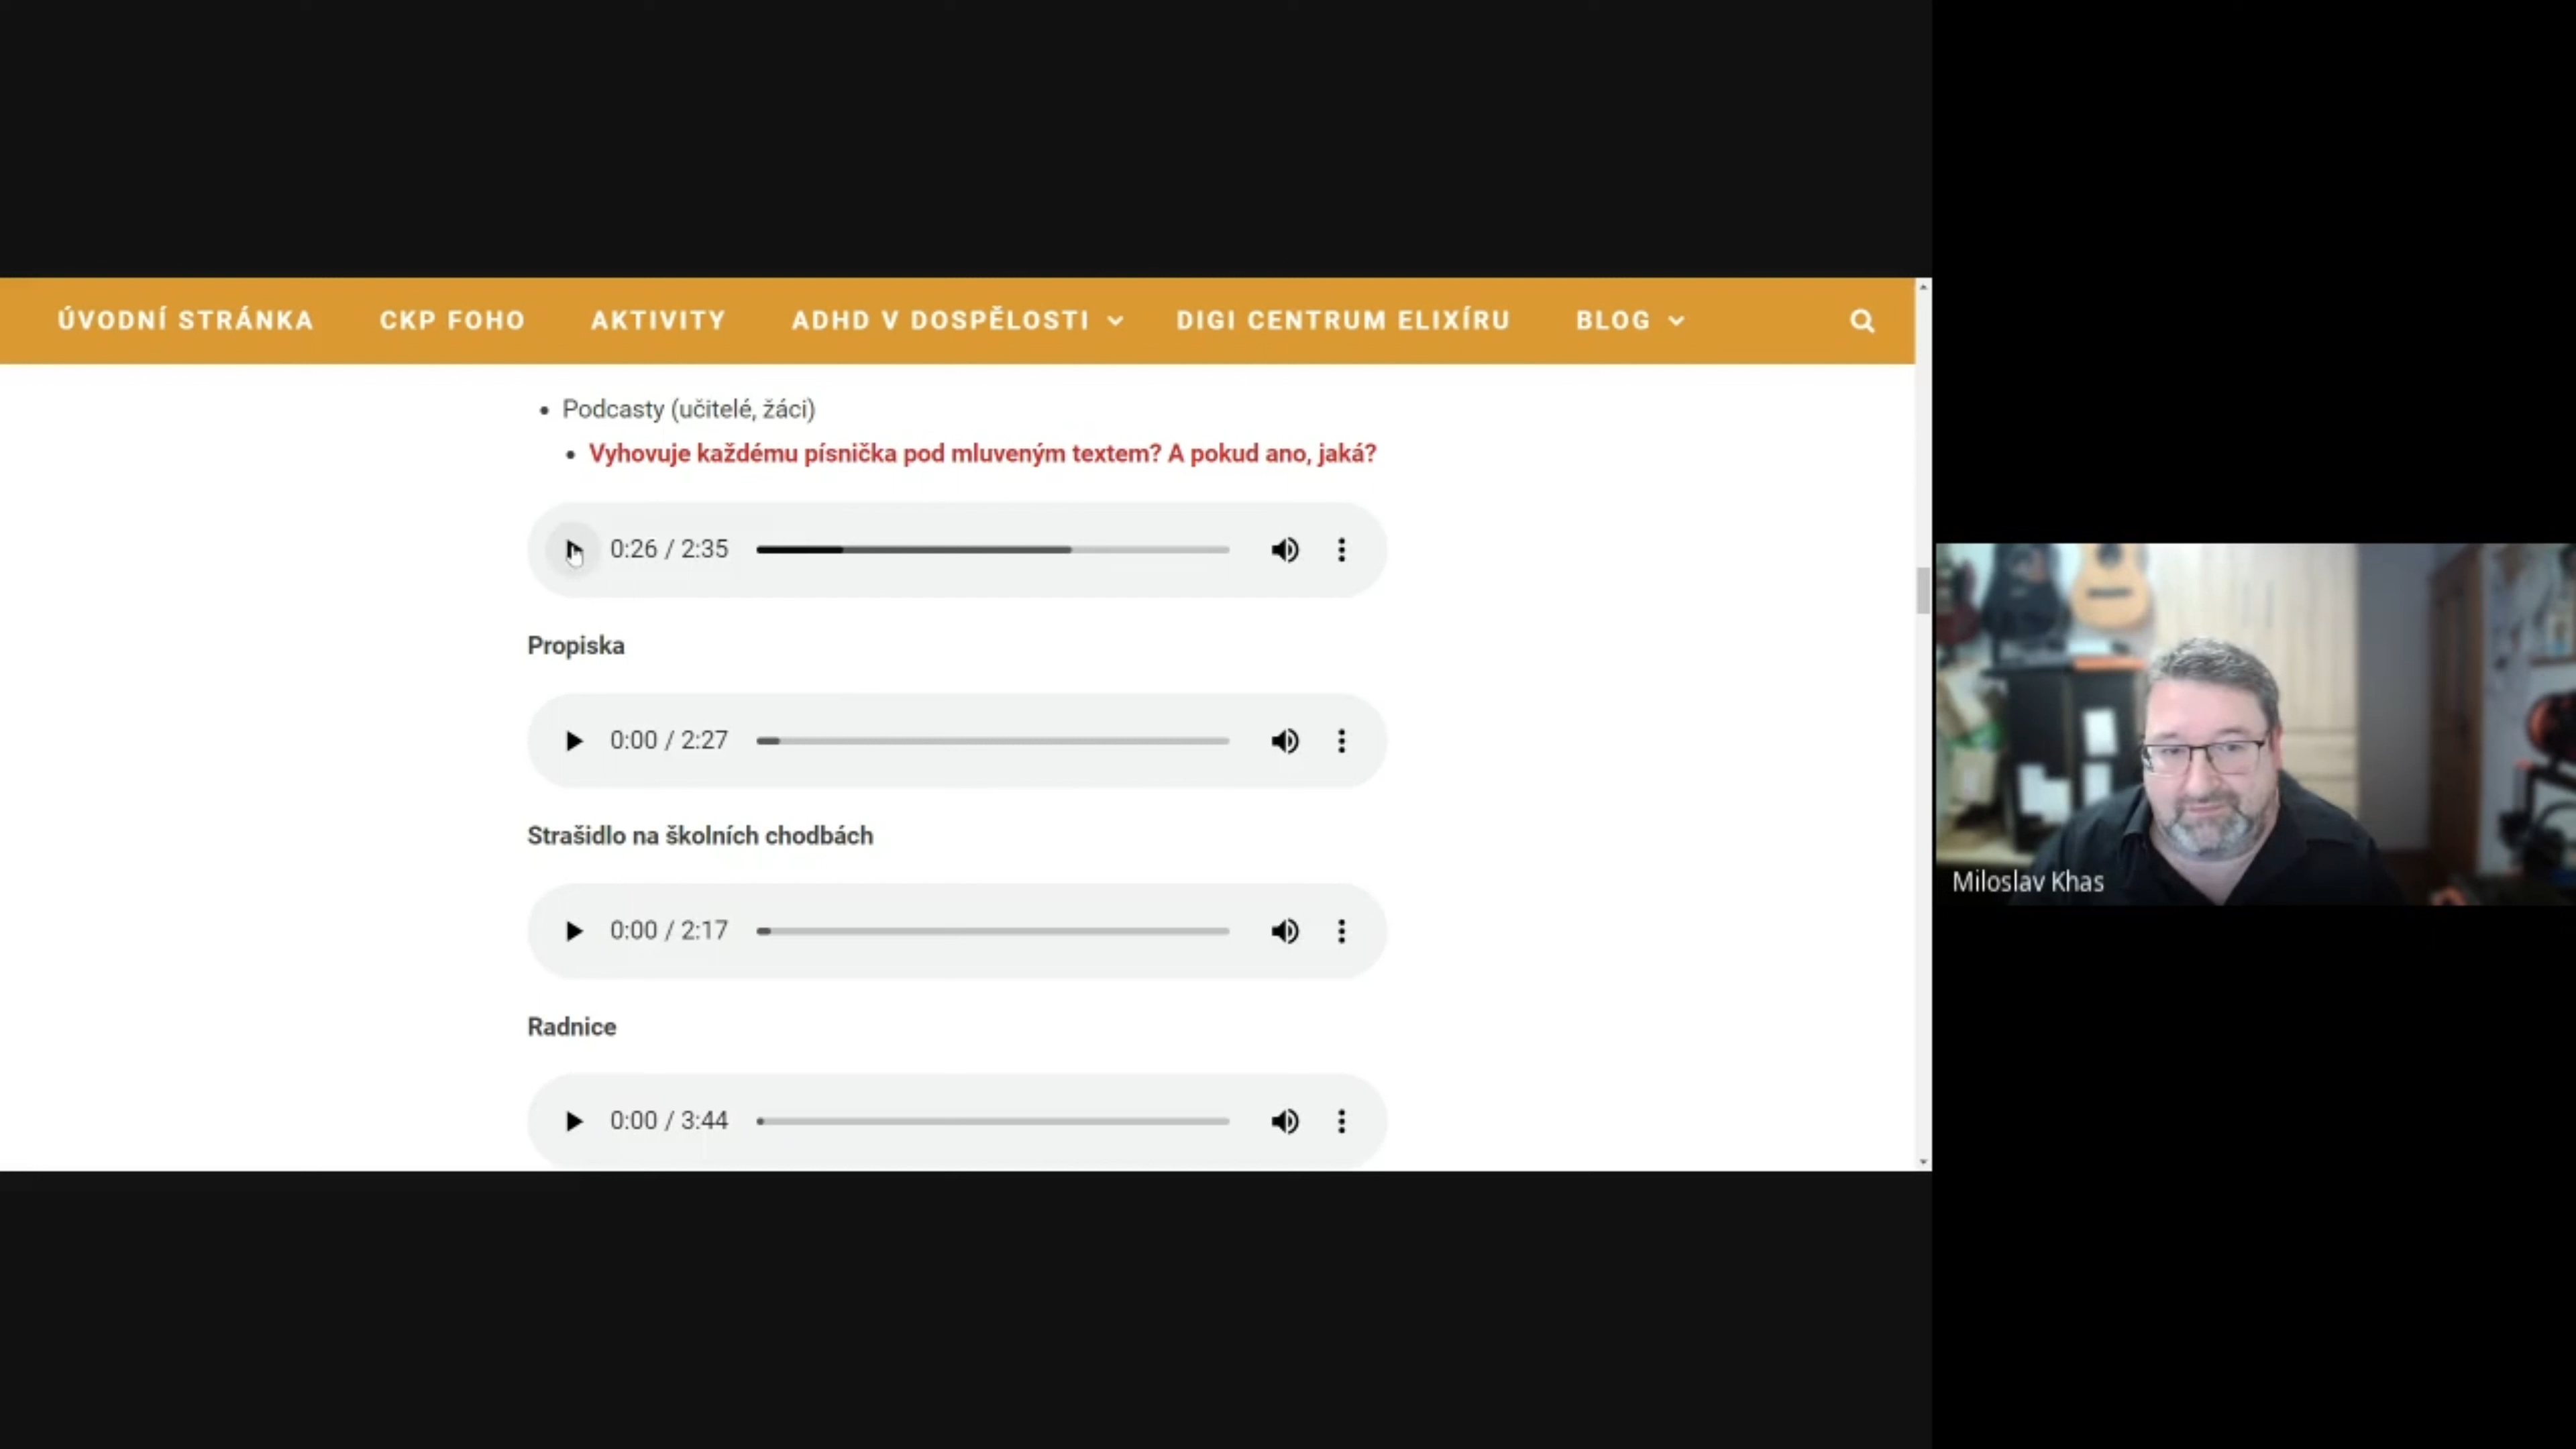 ÚVODNÍ STRÁNKA CKP FOHO AKTIVITY ADHD V DOSPĚLOSTI DIGI CENTRUM ELIXÍRU BLOG
Podcasty (učitelé, žáci)
Vyhovuje každému písnička pod mluveným textem? A pokud ano, jaká?
0:26 / 2:35
Propiska
0:00 / 2:27
Strašidlo na školních chodbách
0:00 / 2:17
Radnice
0:00 / 3:44
Miloslav Khas